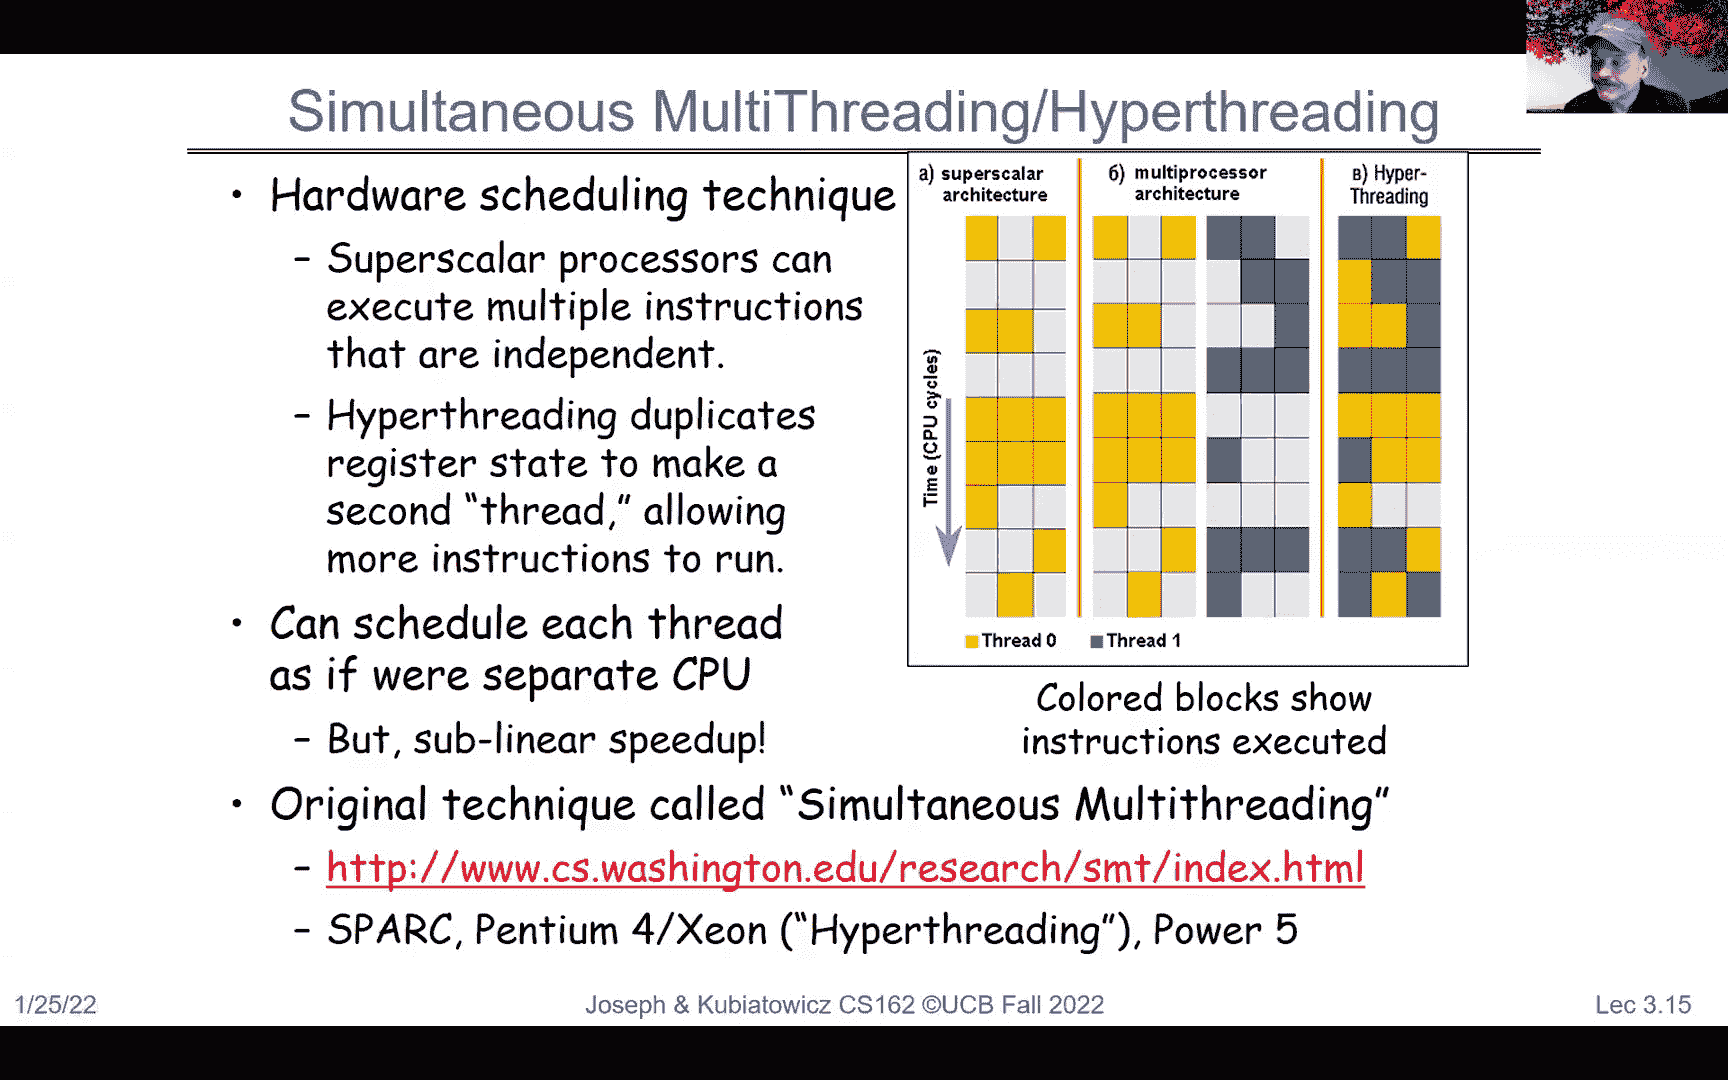 Simultaneous MultiThreading/Hyperthreading
• Hardware scheduling technique
– Superscalar processors can
execute multiple instructions
that are independent.
– Hyperthreading duplicates
register state to make a
second “thread,” allowing
more instructions to run.
• Can schedule each thread
as if were separate CPU
– But, sub-linear speedup!
• Original technique called “Simultaneous Multithreading”
– http://www.cs.washington.edu/research/smt/index.html
– SPARC, Pentium 4/Xeon (“Hyperthreading”), Power 5
а) superscalar
architecture
б) multiprocessor
architecture
в) Hyper-
Threading
Time (CPU cycles)
Thread 0
Thread 1
Colored blocks show
instructions executed
1/25/22
Joseph & Kubiatowicz CS162 ©UCB Fall 2022
Lec 3.15